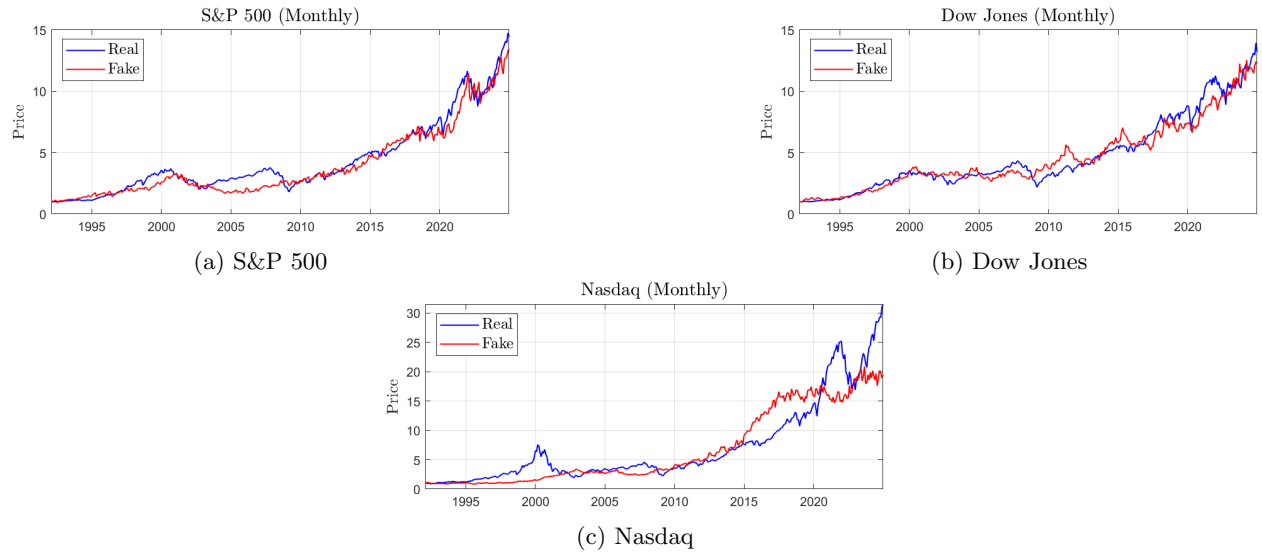 S&P 500 (Monthly)
15
10
5
0
Price
Real
Fake
1995 2000 2005 2010 2015 2020
(a) S&P 500
Dow Jones (Monthly)
15
10
5
0
Price
Real
Fake
1995 2000 2005 2010 2015 2020
(b) Dow Jones
Nasdaq (Monthly)
30
25
20
15
10
5
0
Price
Real
Fake
1995 2000 2005 2010 2015 2020
(c) Nasdaq